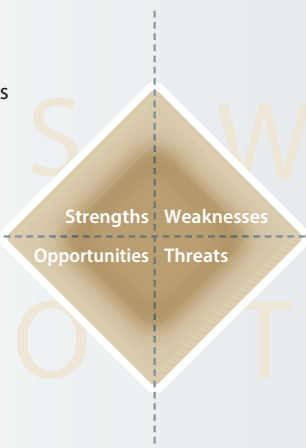 s
S W
Strengths Weaknesses
Opportunities Threats
O T